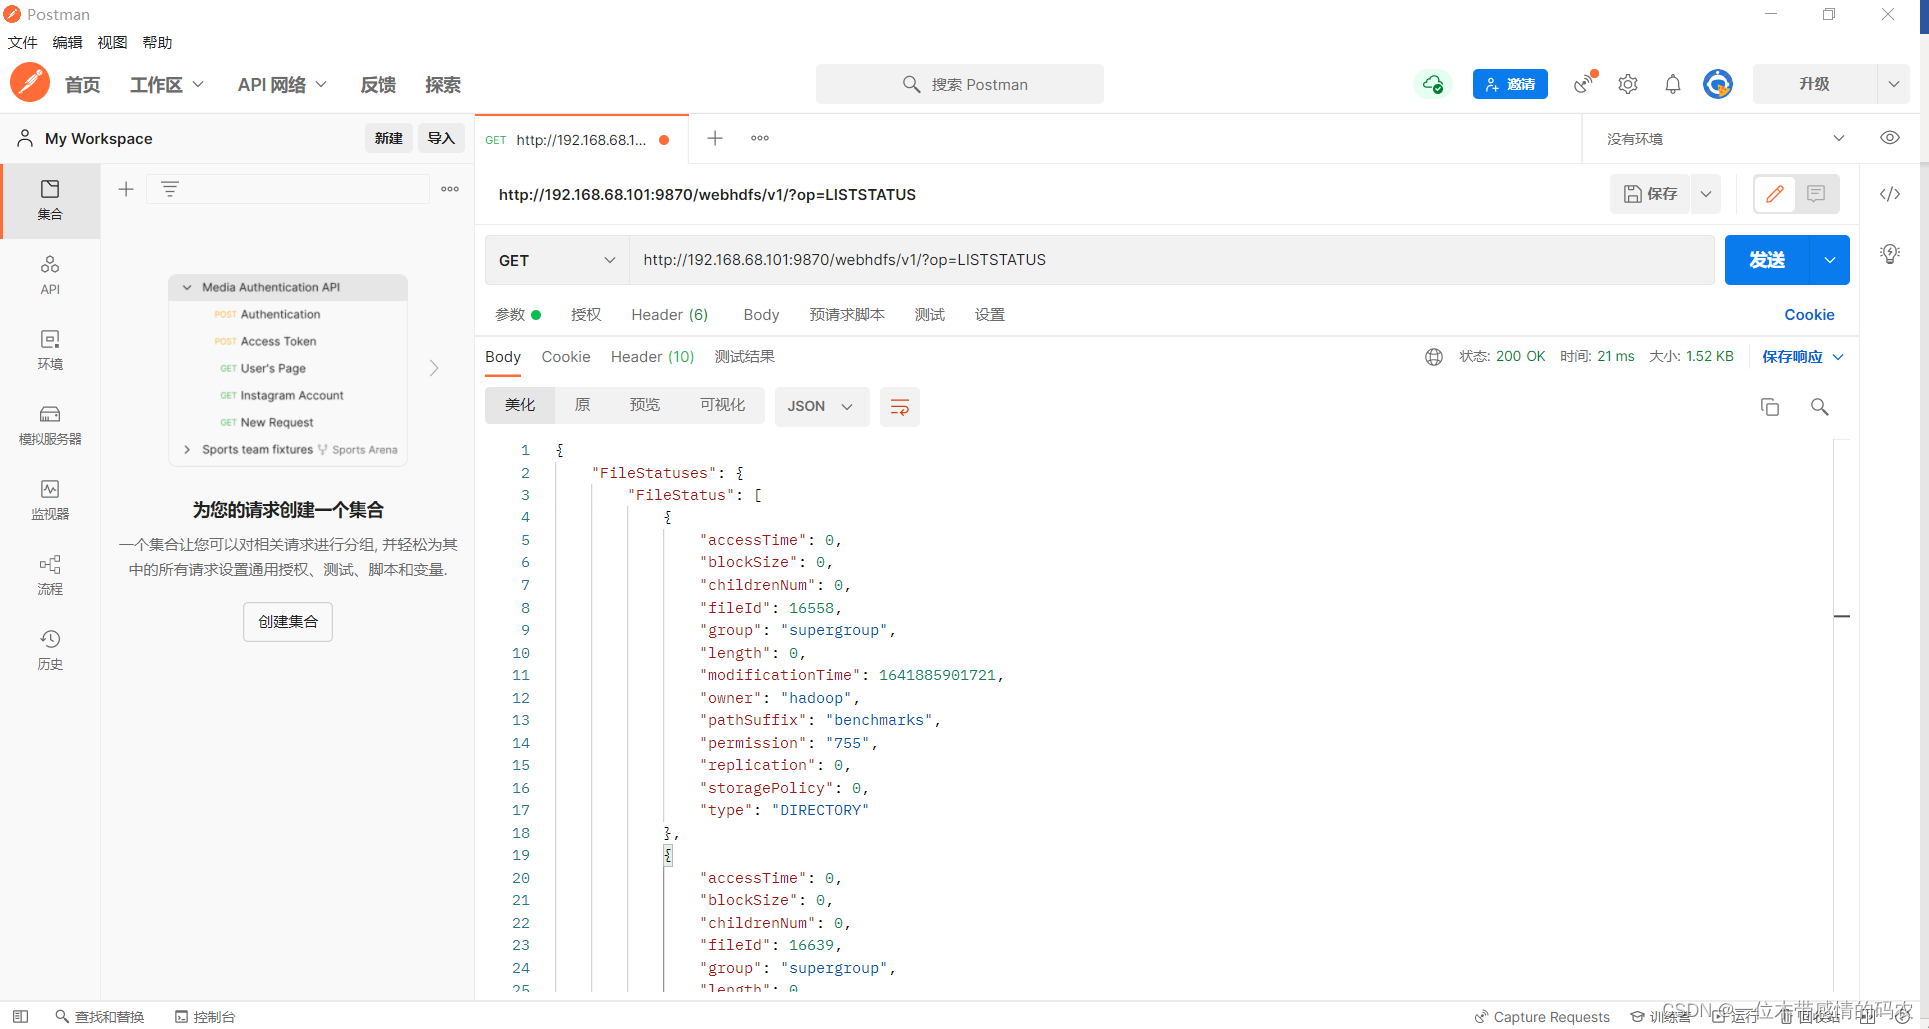 Postman
文件 编辑 视图 帮助
首页 工作区 API 网络 反馈 探索 搜索 Postman 邀请 升级
My Workspace 新建 导入 GET http://192.168.68.1... 没有环境
http://192.168.68.101:9870/webhdfs/v1/?op=LISTSTATUS 保存
GET http://192.168.68.101:9870/webhdfs/v1/?op=LISTSTATUS 发送
参数 授权 Header (6) Body 预请求脚本 测试 设置 Cookie
Body Cookie Header (10) 测试结果 状态: 200 OK 时间: 21 ms 大小: 1.52 KB 保存响应
美化 原 预览 可视化 JSON
集合
API
环境
模拟服务器
监视器
流程
历史
Media Authentication API
POST Authentication
POST Access Token
GET User's Page
GET Instagram Account
GET New Request
Sports team fixtures Sports Arena
为您的请求创建一个集合
一个集合让您可以对相关请求进行分组, 并轻松为其
中的所有请求设置通用授权、测试、脚本和变量.
创建集合
1 {
2 "FileStatuses": {
3 "FileStatus": [
4 {
5 "accessTime": 0,
6 "blockSize": 0,
7 "childrenNum": 0,
8 "fileId": 16558,
9 "group": "supergroup",
10 "length": 0,
11 "modificationTime": 1641885901721,
12 "owner": "hadoop",
13 "pathSuffix": "benchmarks",
14 "permission": "755",
15 "replication": 0,
16 "storagePolicy": 0,
17 "type": "DIRECTORY"
18 },
19 {
20 "accessTime": 0,
21 "blockSize": 0,
22 "childrenNum": 0,
23 "fileId": 16639,
24 "group": "supergroup",
25 "length": 0
查找和替换 控制台 Capture Requests 训练营 运行 回收站
CSDN @一位木带感情的码农